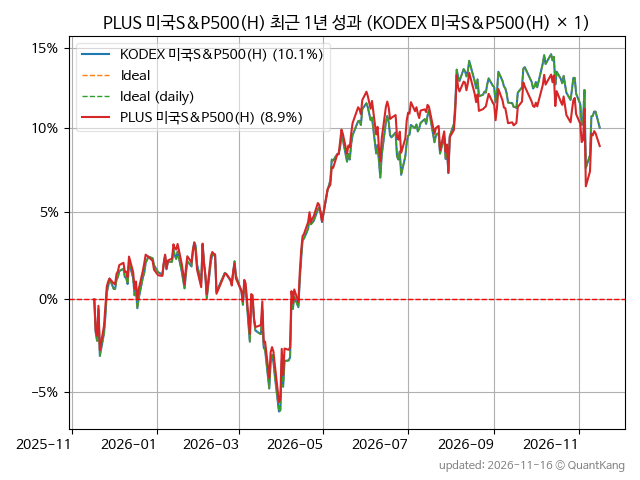 PLUS 미국S&P500(H) 최근 1년 성과 (KODEX 미국S&P500(H) × 1)
15%
10%
5%
0%
−5%
KODEX 미국S&P500(H) (10.1%)
Ideal
Ideal (daily)
PLUS 미국S&P500(H) (8.9%)
2025-11
2026-01
2026-03
2026-05
2026-07
2026-09
2026-11
updated: 2026-11-16 © QuantKang